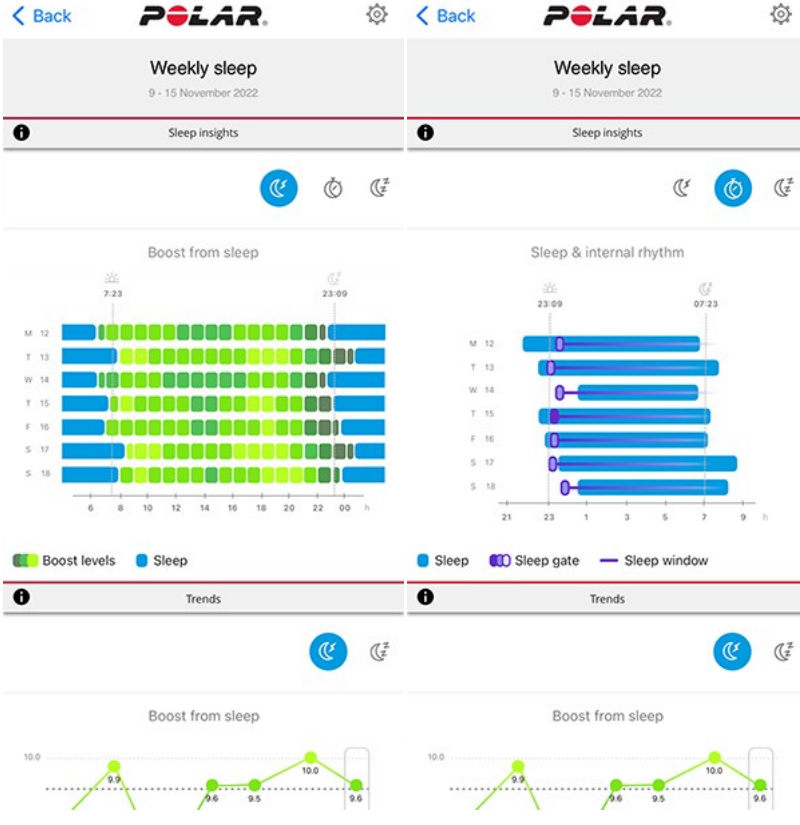 Back
POLAR
Weekly sleep
9 - 15 November 2022
Sleep insights
Boost from sleep
7:23
23:09
M 12
T 13
W 14
T 15
F 16
S 17
S 18
6 8 10 12 14 16 18 20 22 00 h
Boost levels Sleep
Trends
Boost from sleep
10.0
9.9
9.6
9.5
10.0
9.6
Back
POLAR
Weekly sleep
9 - 15 November 2022
Sleep insights
Sleep & internal rhythm
23:09
07:23
M 12
T 13
W 14
T 15
F 16
S 17
S 18
21 23 1 3 5 7 9 h
Sleep Sleep gate Sleep window
Trends
Boost from sleep
10.0
9.9
9.6
9.5
10.0
9.6